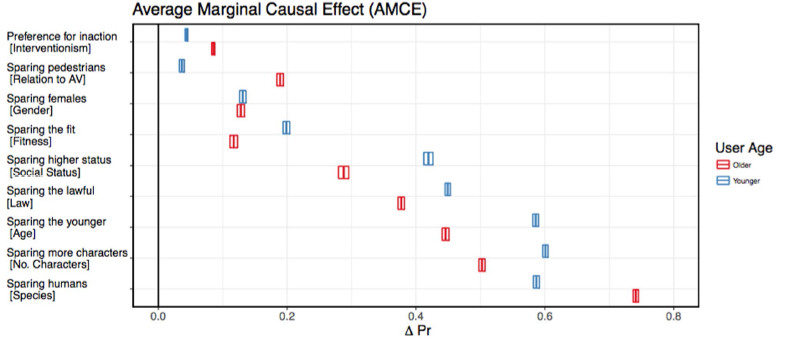 Average Marginal Causal Effect (AMCE)
Preference for inaction
[Interventionism]
Sparing pedestrians
[Relation to AV]
Sparing females
[Gender]
Sparing the fit
[Fitness]
Sparing higher status
[Social Status]
Sparing the lawful
[Law]
Sparing the younger
[Age]
Sparing more characters
[No. Characters]
Sparing humans
[Species]
0.0 0.2 0.4 0.6 0.8
Δ Pr
User Age
Older
Younger